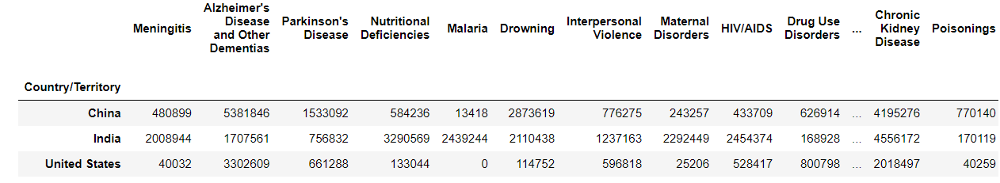 Meningitis Alzheimer's Disease and Other Dementias Parkinson's Disease Nutritional Deficiencies Malaria Drowning Interpersonal Violence Maternal Disorders HIV/AIDS Drug Use Disorders ... Chronic Kidney Disease Poisonings
Country/Territory
China 480899 5381846 1533092 584236 13418 2873619 776275 243257 433709 626914 ... 4195276 770140
India 2008944 1707561 756832 3290569 2439244 2110438 1237163 2292449 2454374 168928 ... 4556172 170119
United States 40032 3302609 661288 133044 0 114752 596818 25206 528417 800798 ... 2018497 40259